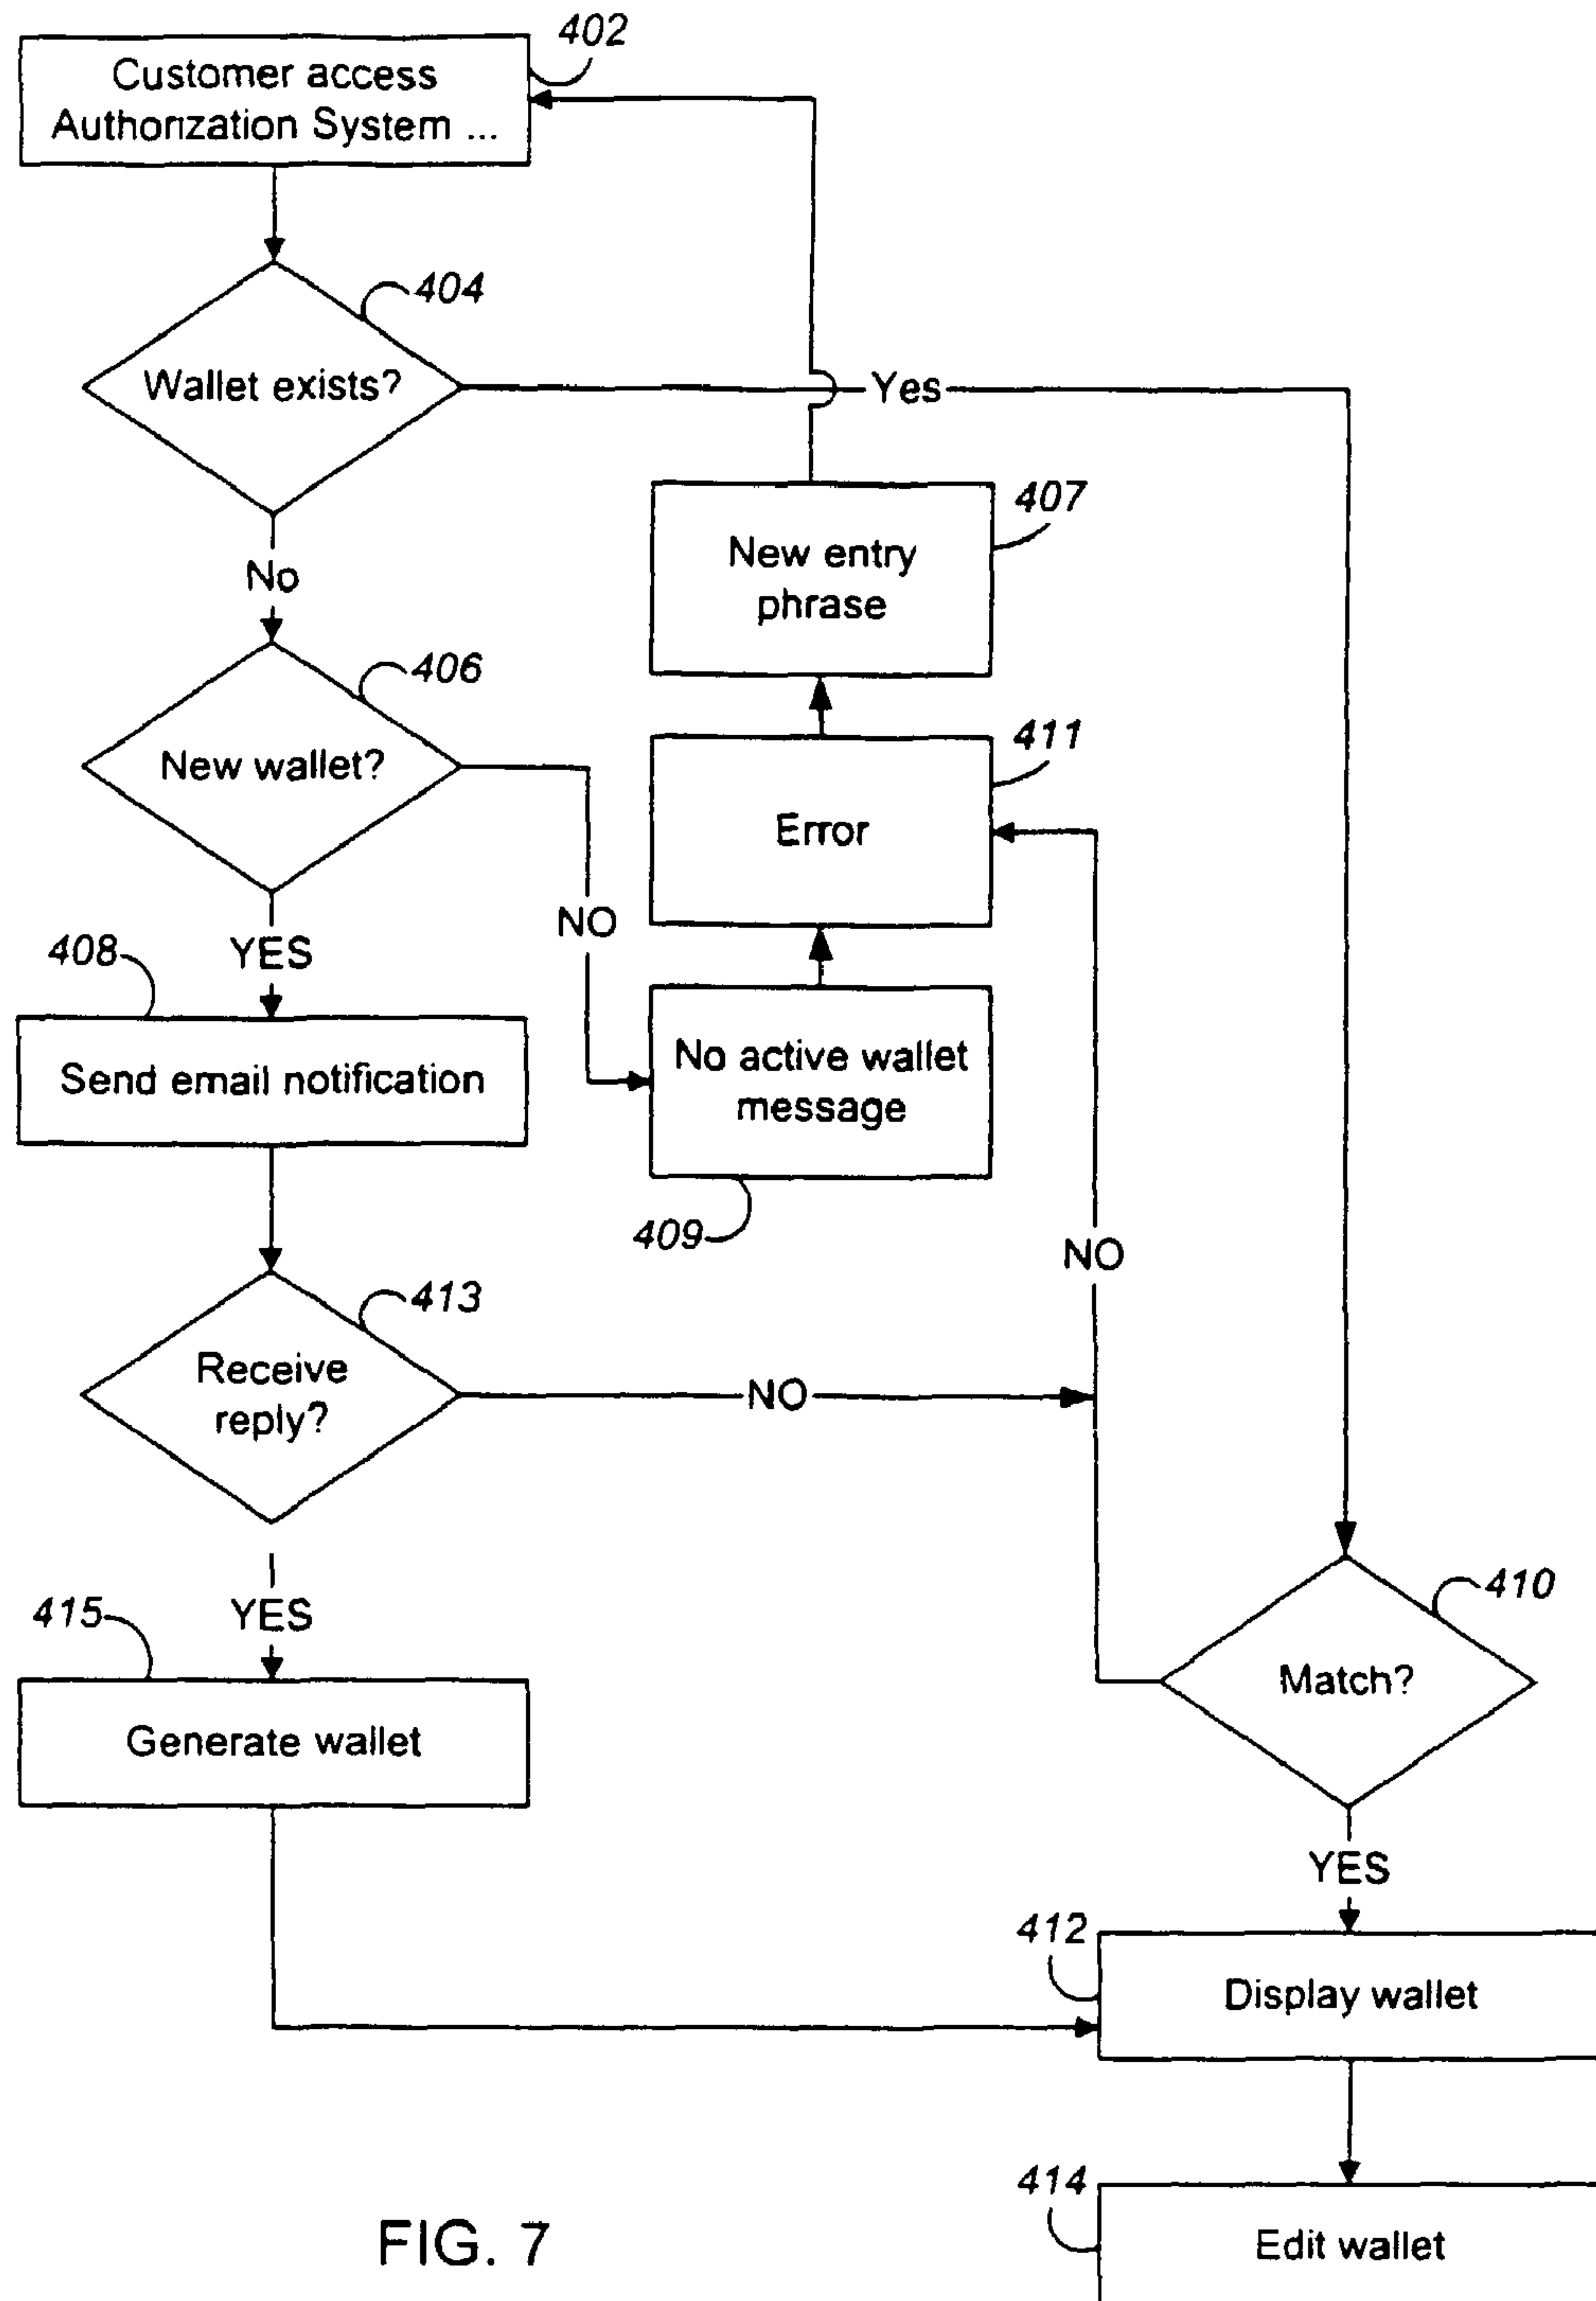 402
Customer access
Authorization System ...
404
Wallet exists?
Yes
407
No
New entry
phrase
406
New wallet?
411
Error
NO
408
YES
No active wallet
message
Send email notification
409
NO
413
Receive
reply?
NO
410
415
YES
Match?
Generate wallet
YES
412
Display wallet
414
Edit wallet
FIG. 7